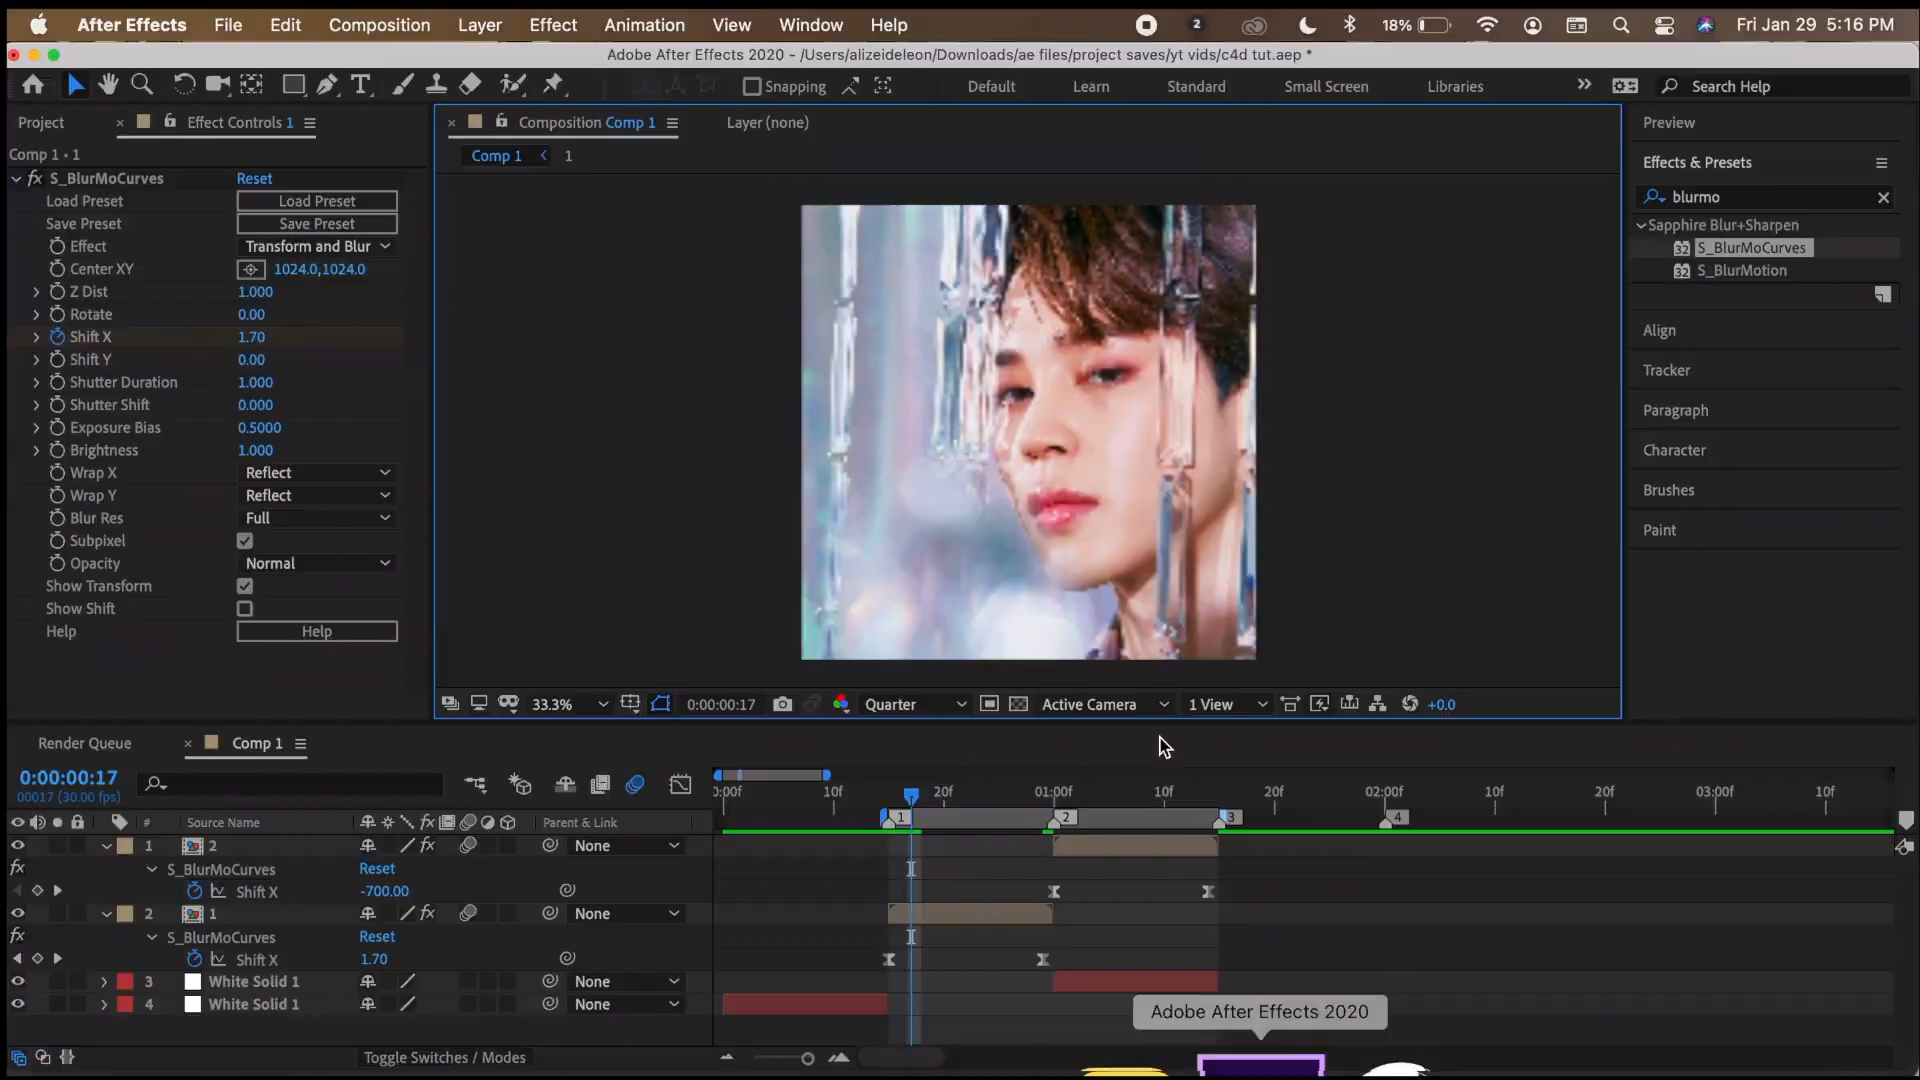 After Effects File Edit Composition Layer Effect Animation View Window Help 2 18% Fri Jan 29 5:16 PM
Adobe After Effects 2020 - /Users/alizeideleon/Downloads/ae files/project saves/yt vids/c4d tut.aep *
Snapping Default Learn Standard Small Screen Libraries Search Help
Project Effect Controls 1 Composition Comp 1 Layer (none) Preview
Comp 1 • 1 Comp 1 1 Effects & Presets
fx S_BlurMoCurves Reset
Load Preset Load Preset blurmo
Save Preset Save Preset Sapphire Blur+Sharpen
Effect Transform and Blur 32 S_BlurMoCurves
Center XY 1024.0,1024.0 32 S_BlurMotion
Z Dist 1.000
Rotate 0.00
Shift X 1.70 Align
Shift Y 0.00
Shutter Duration 1.000 Tracker
Shutter Shift 0.000 Paragraph
Exposure Bias 0.5000
Brightness 1.000 Character
Wrap X Reflect
Wrap Y Reflect Brushes
Blur Res Full
Subpixel Paint
Opacity Normal
Show Transform
Show Shift
Help Help
33.3% 0:00:00:17 Quarter Active Camera 1 View +0.0
Render Queue Comp 1
0:00:00:17
00017 (30.00 fps) 0:00f 10f 20f 01:00f 10f 20f 02:00f 10f 20f 03:00f 10f
# Source Name fx Parent & Link 1 2 3 4
1 2 fx None
fx S_BlurMoCurves Reset
Shift X -700.00
2 1 fx None
fx S_BlurMoCurves Reset
Shift X 1.70
3 White Solid 1 None
4 White Solid 1 None
Adobe After Effects 2020
Toggle Switches / Modes